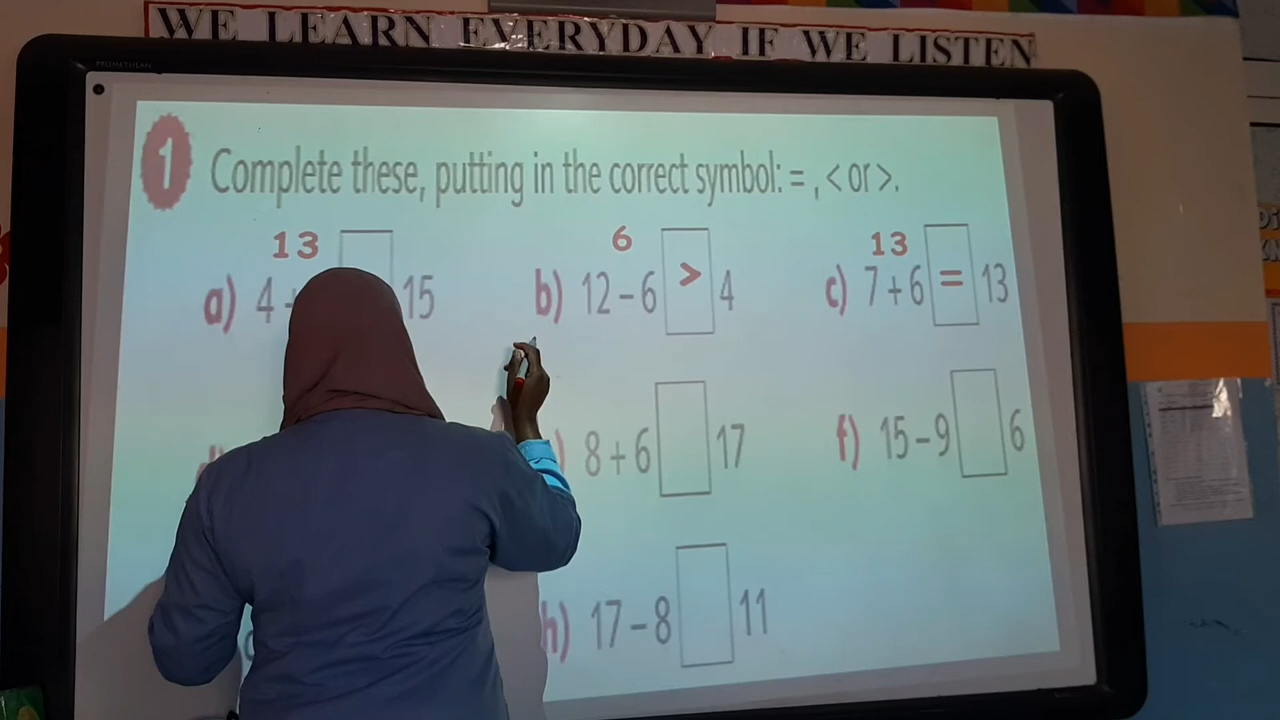 WE LEARN EVERYDAY IF WE LISTEN
PROMETHEAN
1 Complete these, putting in the correct symbol: = , < or >.
13 6 13
a) 4 + 15 b) 12 – 6 > 4 c) 7 + 6 = 13
8 + 6 17 f) 15 – 9 6
h) 17 – 8 11